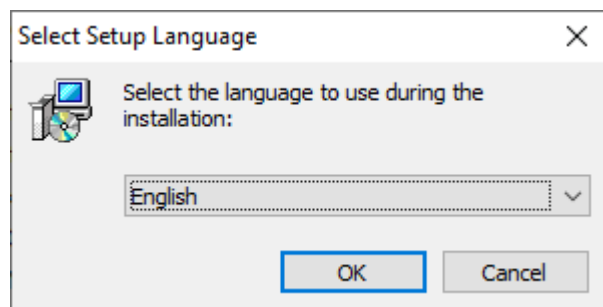 Select Setup Language
Select the language to use during the
installation:
English
OK
Cancel